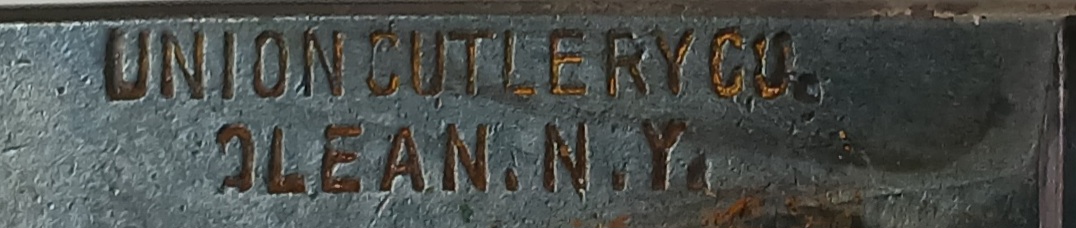 UNION CUTLERY CO.
OLEAN. N. Y.